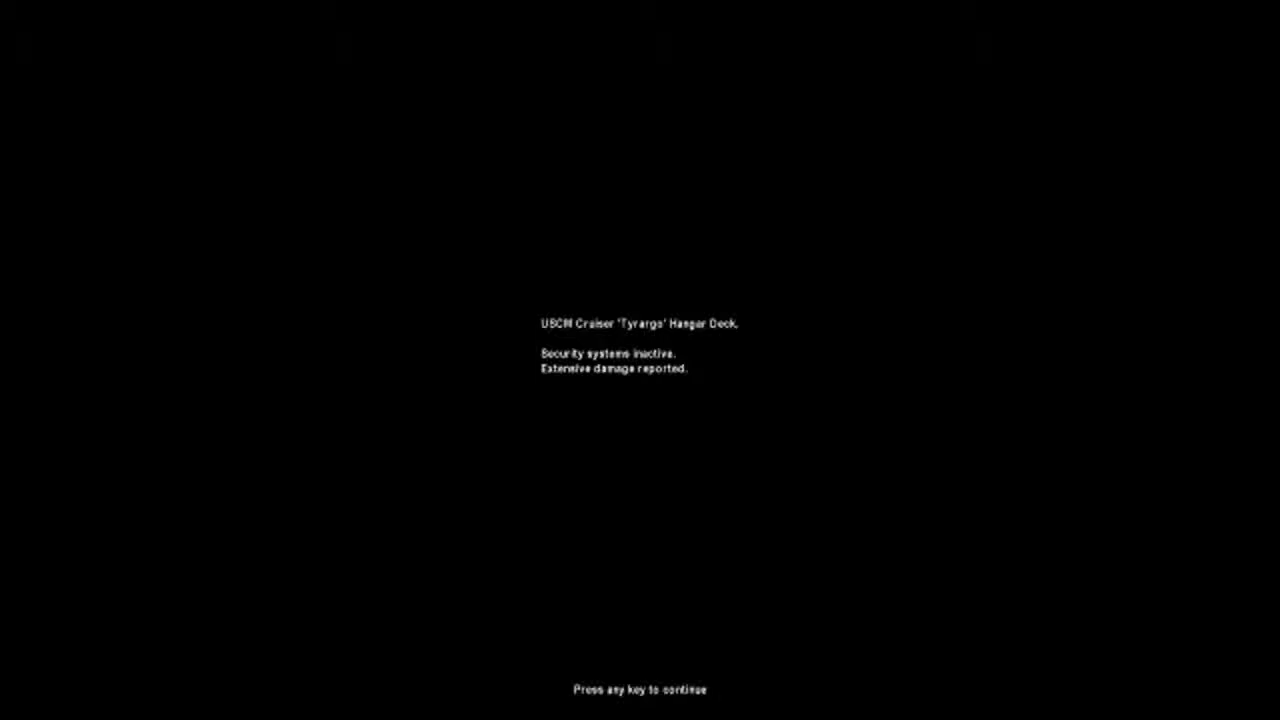 USCM Cruiser 'Tyrargo' Hangar Deck.
Security systems inactive.
Extensive damage reported.
Press any key to continue